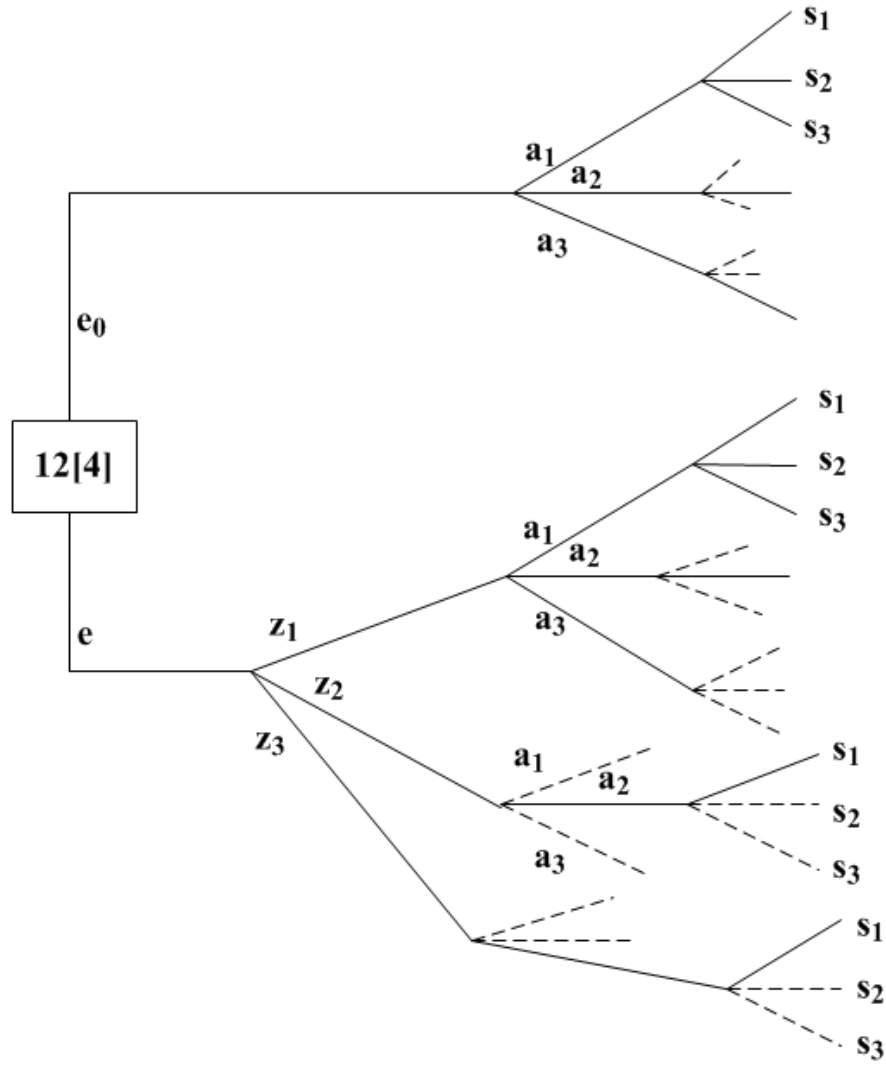 s₁
s₂
s₃
a₁
a₂
a₃
e₀
12[4]
s₁
s₂
s₃
a₁
a₂
a₃
e
z₁
z₂
z₃
a₁
a₂
a₃
s₁
s₂
s₃
s₁
s₂
s₃